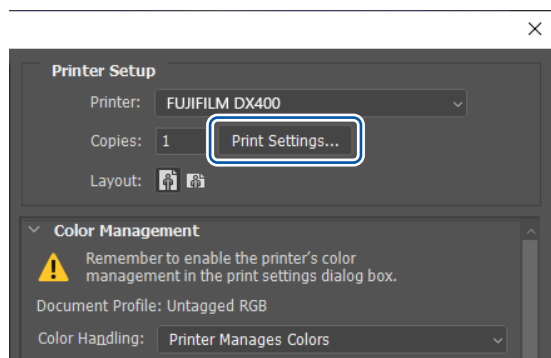 Printer Setup
Printer: FUJIFILM DX400
Copies: 1 Print Settings...
Layout:
Color Management
Remember to enable the printer's color
management in the print settings dialog box.
Document Profile: Untagged RGB
Color Handling: Printer Manages Colors